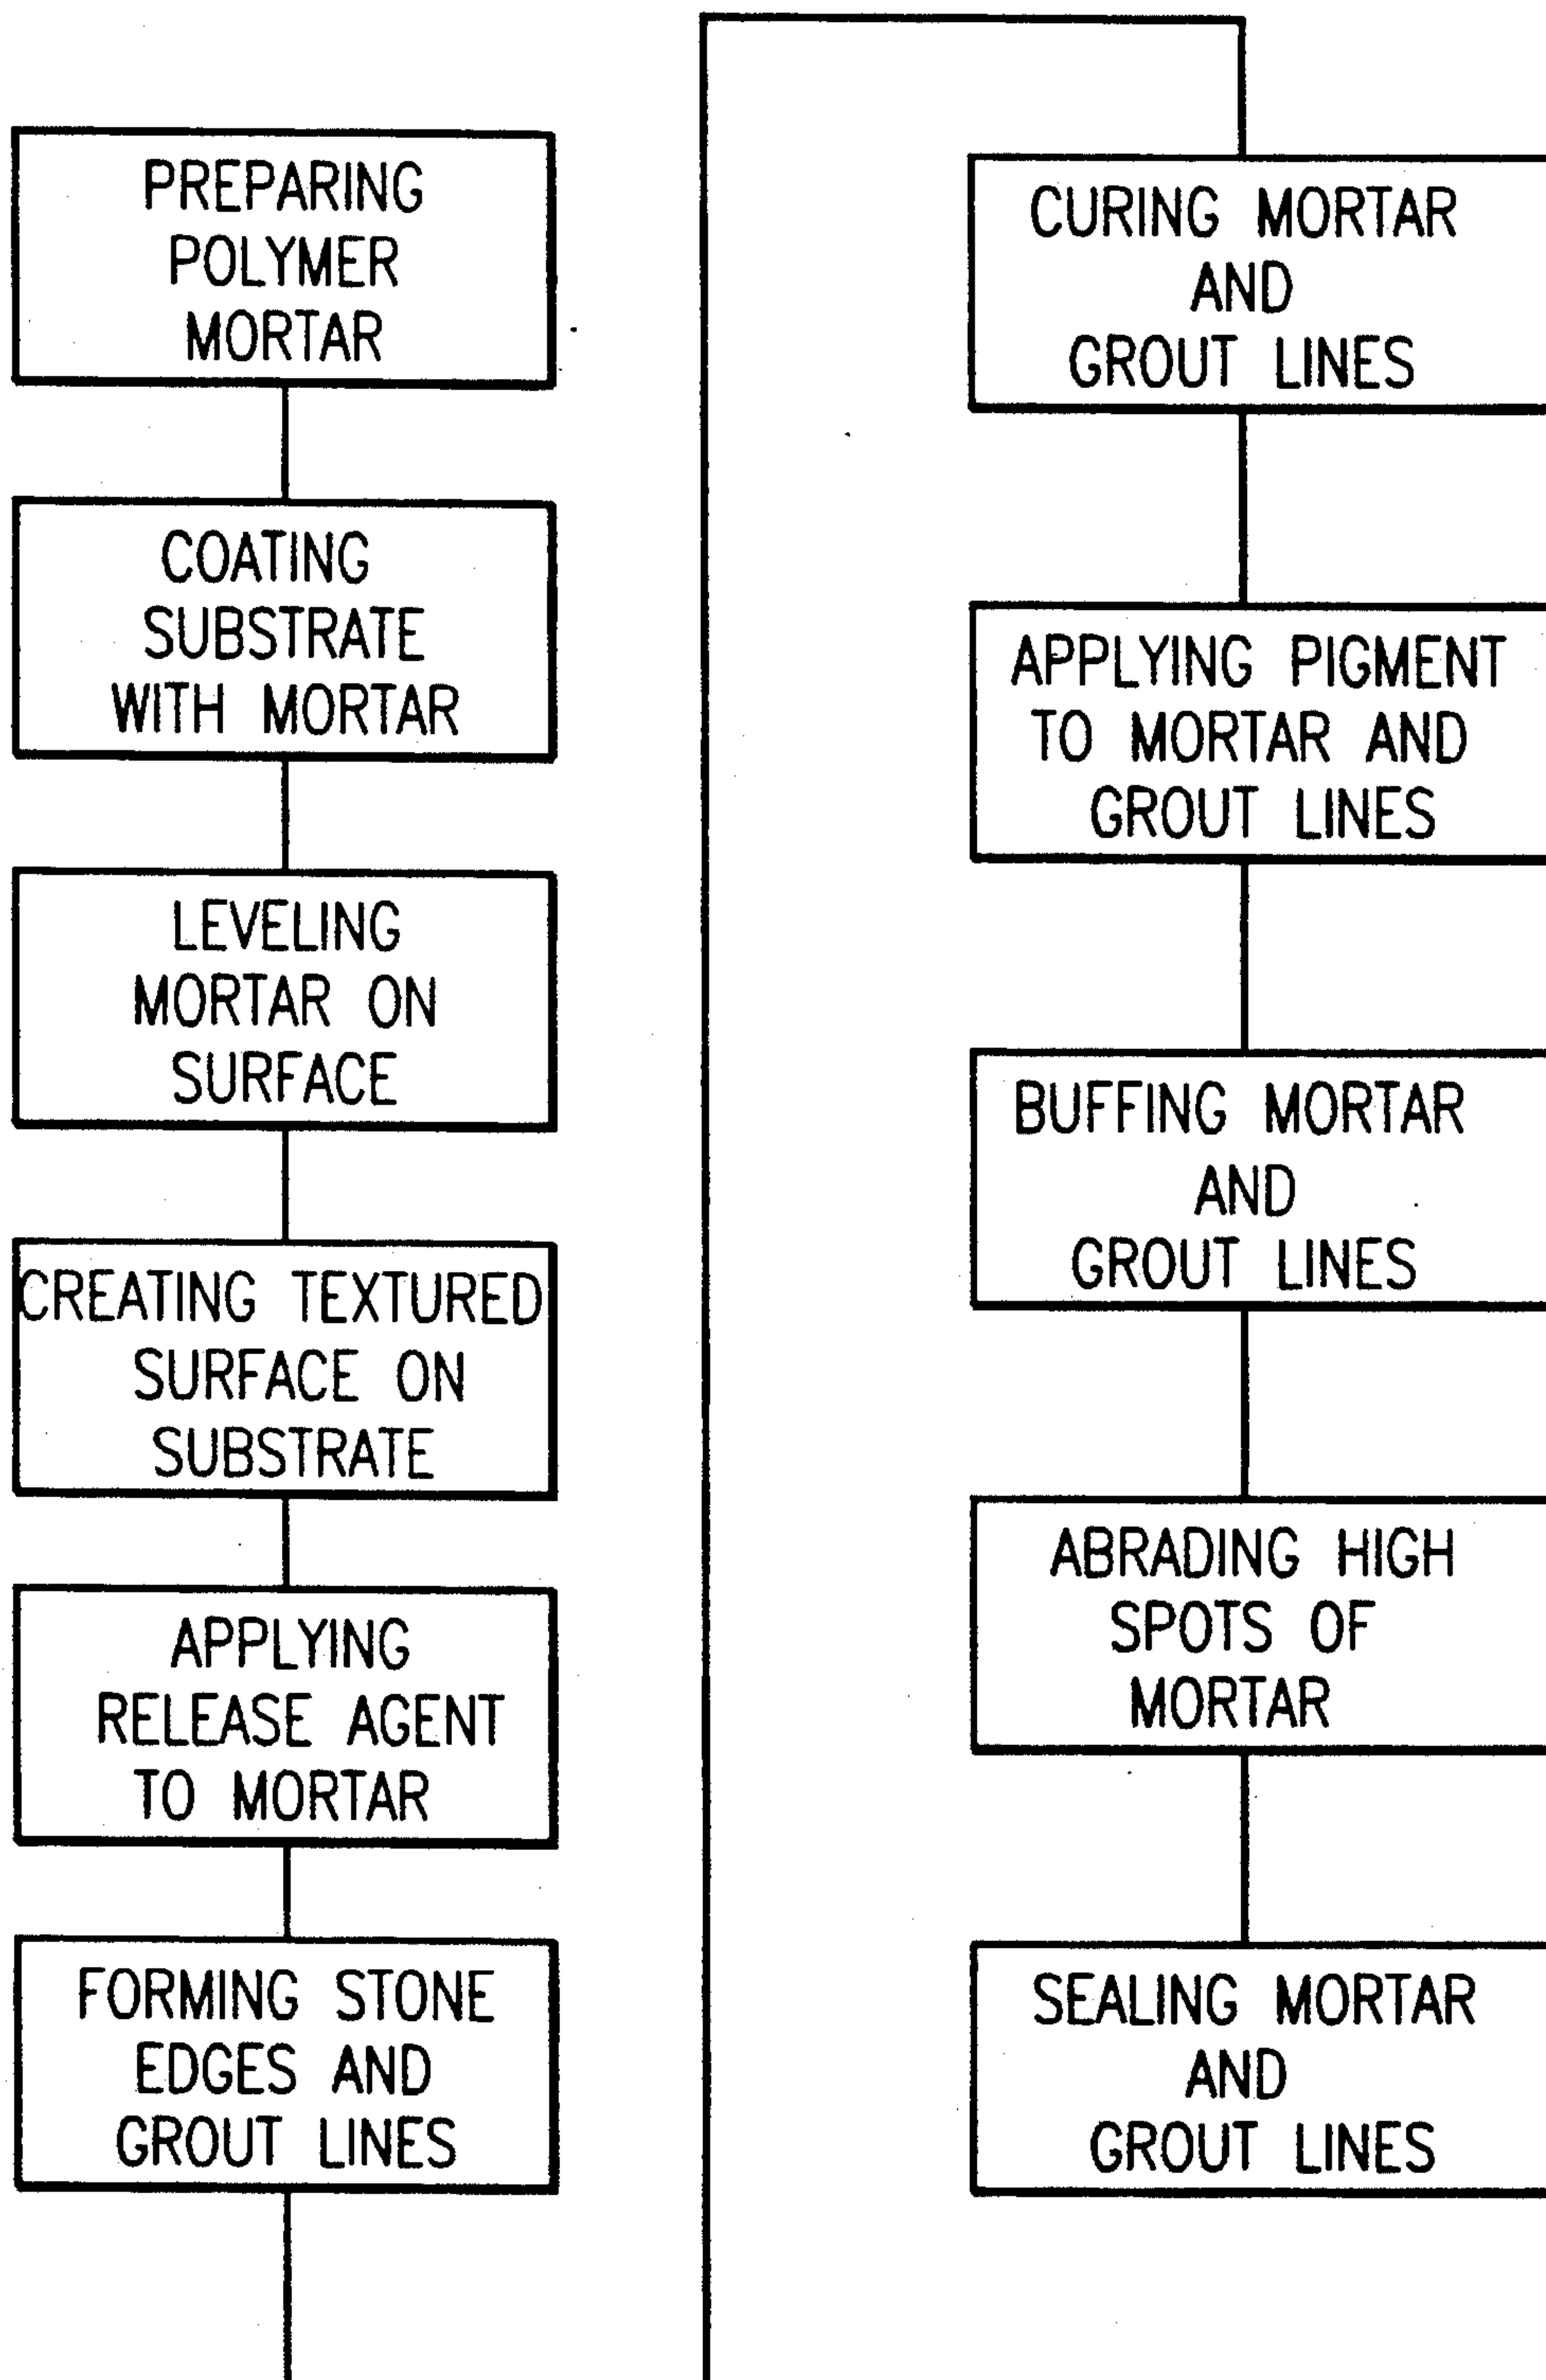 PREPARING
POLYMER
MORTAR
COATING
SUBSTRATE
WITH MORTAR
LEVELING
MORTAR ON
SURFACE
CREATING TEXTURED
SURFACE ON
SUBSTRATE
APPLYING
RELEASE AGENT
TO MORTAR
FORMING STONE
EDGES AND
GROUT LINES
CURING MORTAR
AND
GROUT LINES
APPLYING PIGMENT
TO MORTAR AND
GROUT LINES
BUFFING MORTAR
AND
GROUT LINES
ABRADING HIGH
SPOTS OF
MORTAR
SEALING MORTAR
AND
GROUT LINES